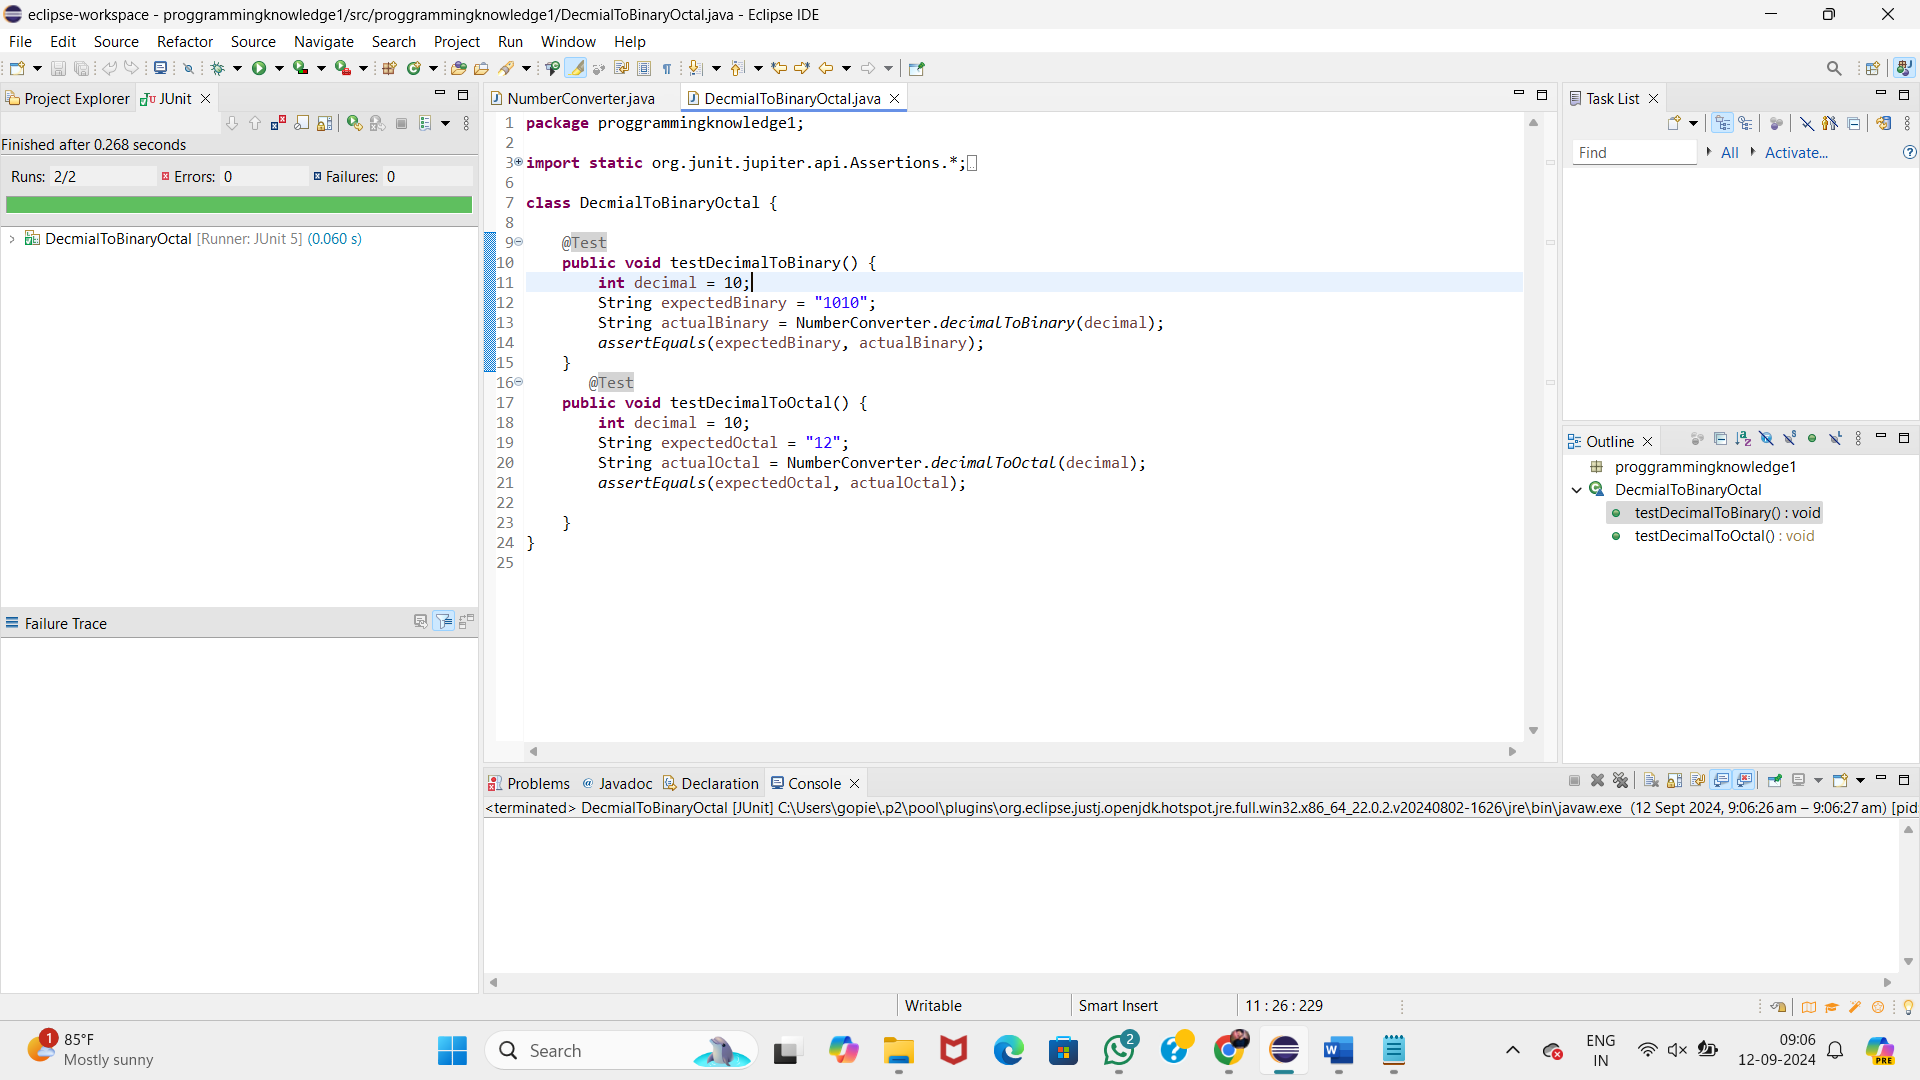 eclipse-workspace - proggrammingknowledge1/src/proggrammingknowledge1/DecmialToBinaryOctal.java - Eclipse IDE
File Edit Source Refactor Source Navigate Search Project Run Window Help
Project Explorer JUnit
Finished after 0.268 seconds
Runs: 2/2 Errors: 0 Failures: 0
DecmialToBinaryOctal [Runner: JUnit 5] (0.060 s)
Failure Trace
NumberConverter.java DecmialToBinaryOctal.java
1 package proggrammingknowledge1;
2
3 import static org.junit.jupiter.api.Assertions.*;
6
7 class DecmialToBinaryOctal {
8
9 @Test
10 public void testDecimalToBinary() {
11 int decimal = 10;
12 String expectedBinary = "1010";
13 String actualBinary = NumberConverter.decimalToBinary(decimal);
14 assertEquals(expectedBinary, actualBinary);
15 }
16 @Test
17 public void testDecimalToOctal() {
18 int decimal = 10;
19 String expectedOctal = "12";
20 String actualOctal = NumberConverter.decimalToOctal(decimal);
21 assertEquals(expectedOctal, actualOctal);
22
23 }
24 }
25
Task List
Find All Activate...
Outline
proggrammingknowledge1
DecmialToBinaryOctal
testDecimalToBinary() : void
testDecimalToOctal() : void
Problems @ Javadoc Declaration Console
<terminated> DecmialToBinaryOctal [JUnit] C:\Users\gopie\.p2\pool\plugins\org.eclipse.justj.openjdk.hotspot.jre.full.win32.x86_64_22.0.2.v20240802-1626\jre\bin\javaw.exe (12 Sept 2024, 9:06:26 am – 9:06:27 am) [pid
Writable Smart Insert 11 : 26 : 229
1
85°F
Mostly sunny
Search
2
ENG
IN
09:06
12-09-2024
PRE